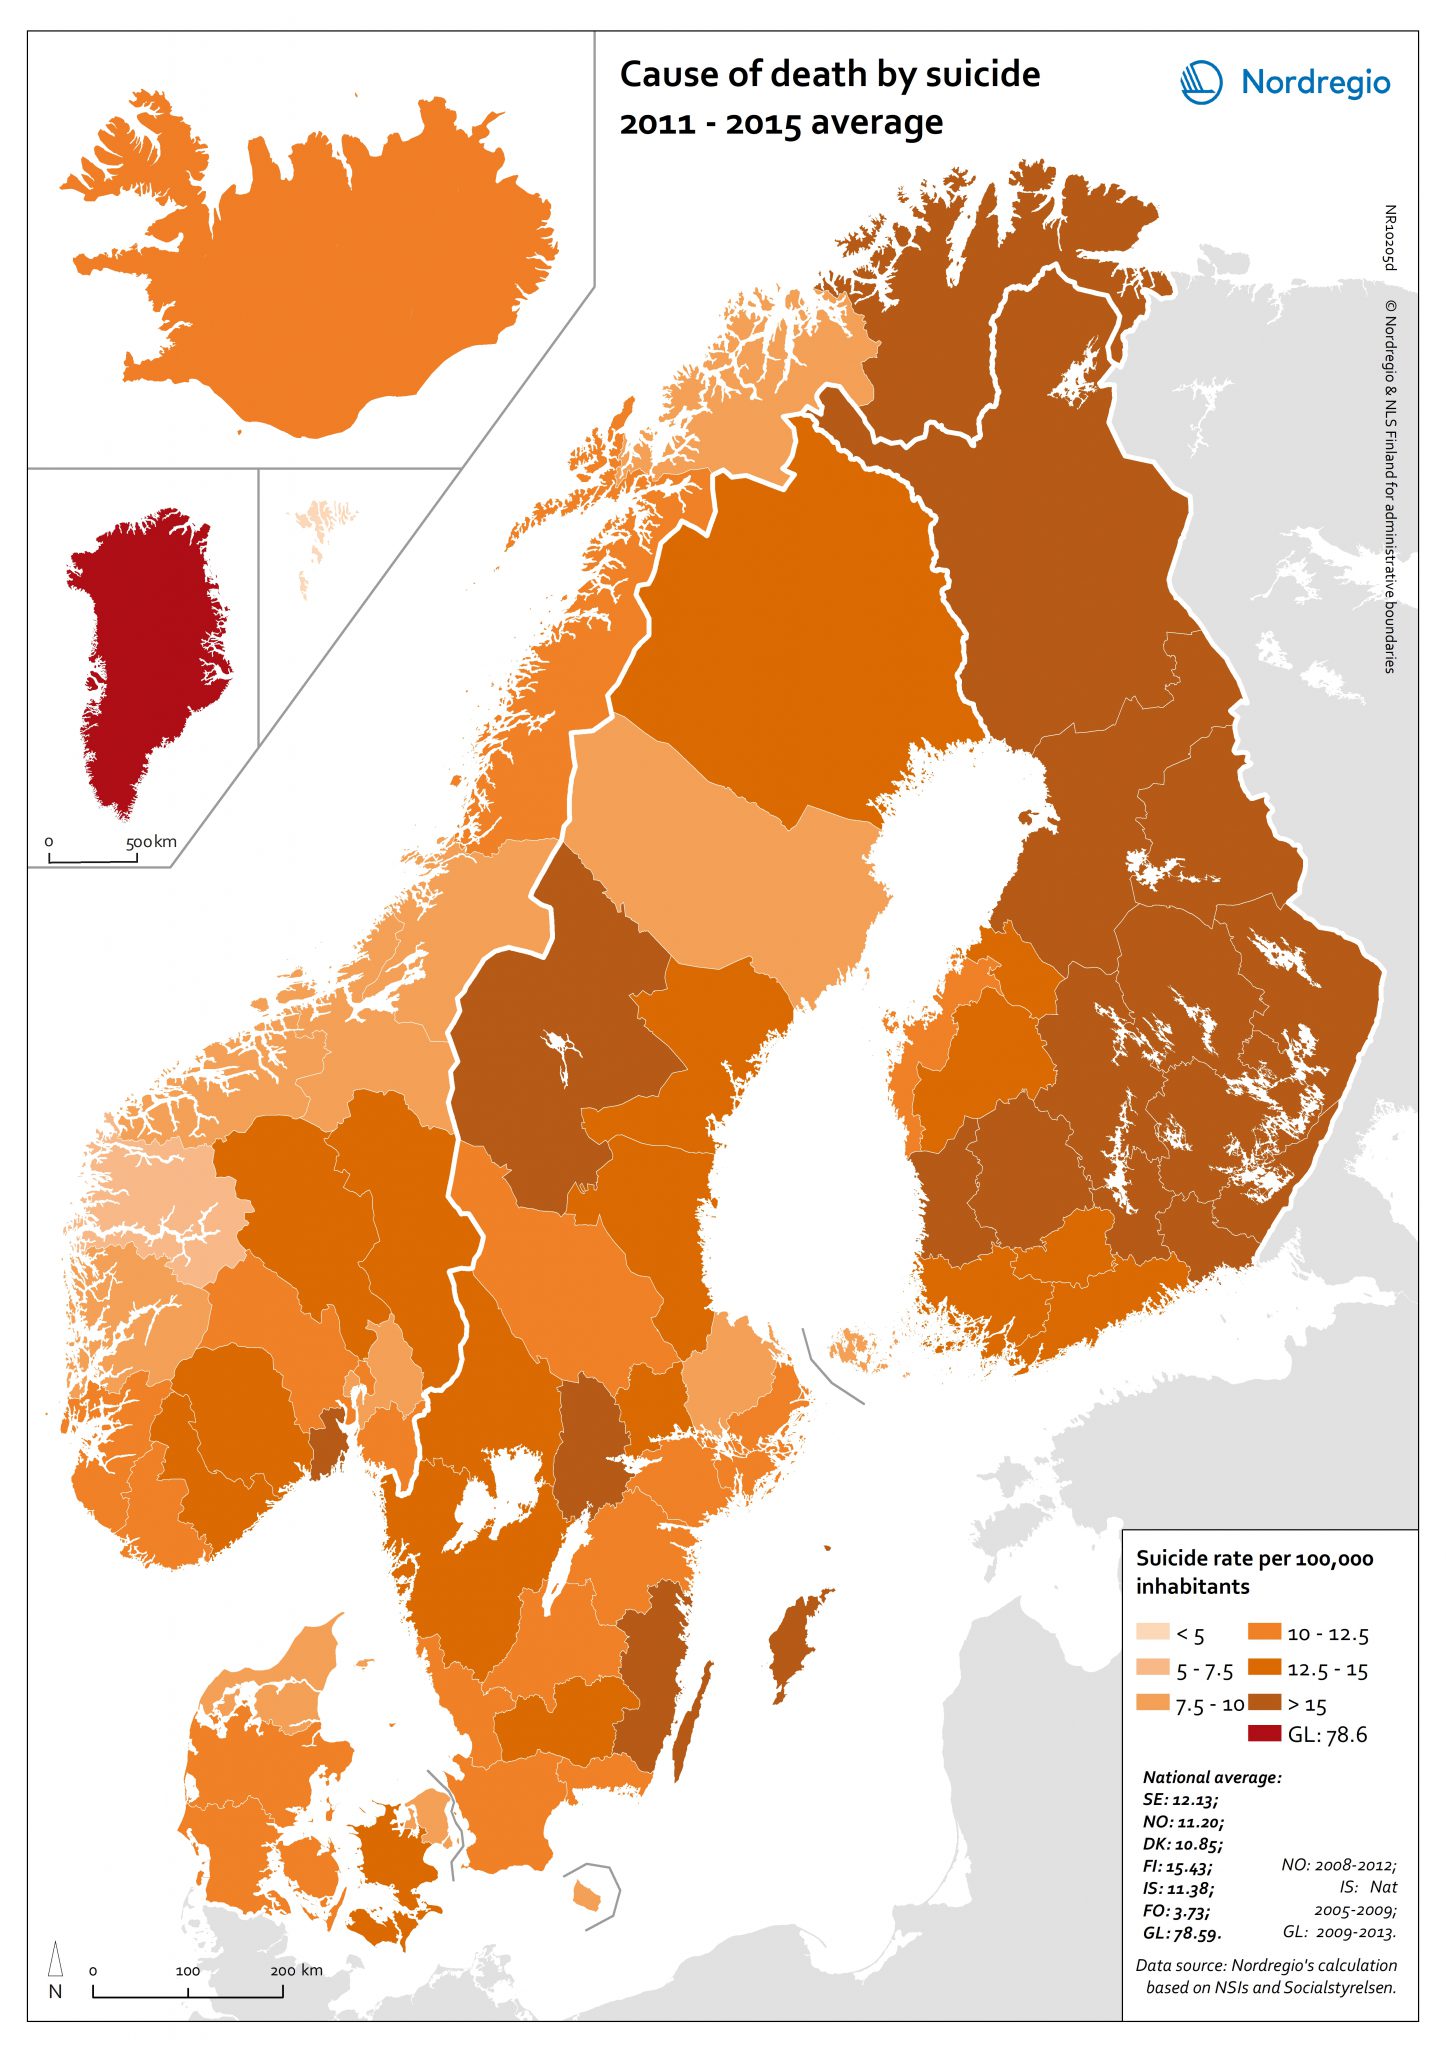 Cause of death by suicide
2011 - 2015 average
Nordregio
NR10205d © Nordregio & NLS Finland for administrative boundaries
0 500 km
0 100 200 km
N
Suicide rate per 100,000
inhabitants
< 5
5 - 7.5
7.5 - 10
10 - 12.5
12.5 - 15
> 15
GL: 78.6
National average:
SE: 12.13;
NO: 11.20;
DK: 10.85;
FI: 15.43;
IS: 11.38;
FO: 3.73;
GL: 78.59.
NO: 2008-2012;
IS: Nat
2005-2009;
GL: 2009-2013.
Data source: Nordregio's calculation
based on NSIs and Socialstyrelsen.